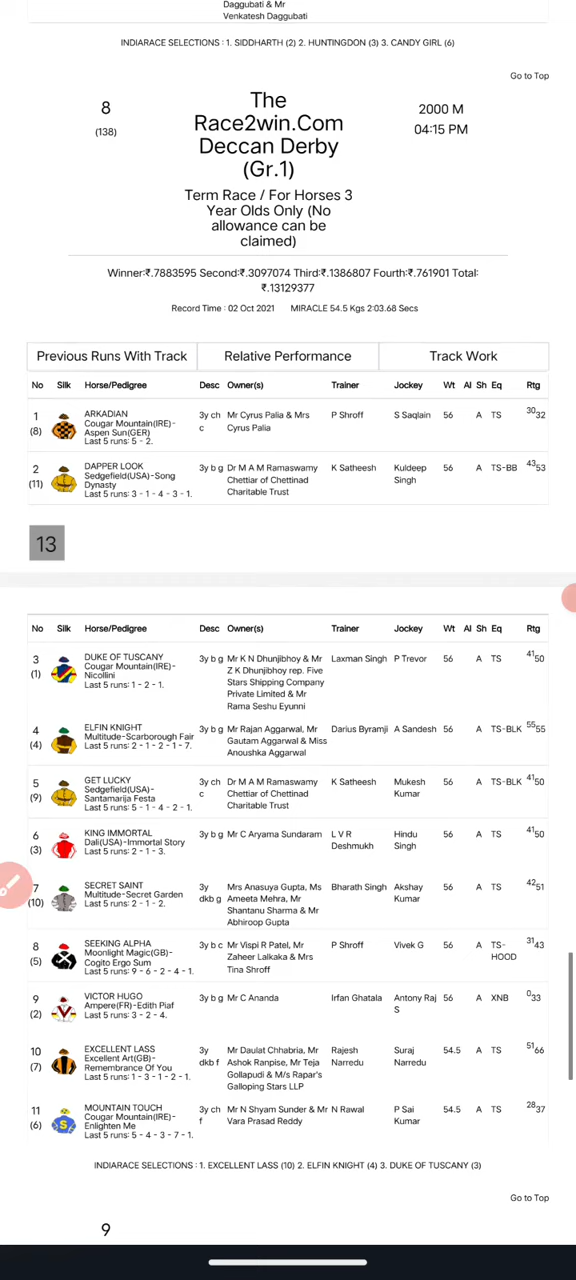 Daggubati & Mr
Venkatesh Daggubati
INDIARACE SELECTIONS : 1. SIDDHARTH (2) 2. HUNTINGDON (3) 3. CANDY GIRL (6)
Go to Top
8
(138)
The
Race2win.Com
Deccan Derby
(Gr.1)
2000 M
04:15 PM
Term Race / For Horses 3
Year Olds Only (No
allowance can be
claimed)
Winner:₹.7883595 Second:₹.3097074 Third:₹.1386807 Fourth:₹.761901 Total:
₹.13129377
Record Time : 02 Oct 2021 MIRACLE 54.5 Kgs 2:03.68 Secs
Previous Runs With Track Relative Performance Track Work
No Silk Horse/Pedigree Desc Owner(s) Trainer Jockey Wt Al Sh Eq Rtg
1 ARKADIAN 3y ch Mr Cyrus Palia & Mrs P Shroff S Saqlain 56 A TS 30 32
(8) Cougar Mountain(IRE)- c Cyrus Palia
Aspen Sun(GER)
Last 5 runs: 5 - 2.
2 DAPPER LOOK 3y b g Dr M A M Ramaswamy K Satheesh Kuldeep 56 A TS-BB 43 53
(11) Sedgefield(USA)-Song Chettiar of Chettinad Singh
Dynasty Charitable Trust
Last 5 runs: 3 - 1 - 4 - 3 - 1.
13
No Silk Horse/Pedigree Desc Owner(s) Trainer Jockey Wt Al Sh Eq Rtg
3 DUKE OF TUSCANY 3y b g Mr K N Dhunjibhoy & Mr Laxman Singh P Trevor 56 A TS 41 50
(1) Cougar Mountain(IRE)- Z K Dhunjibhoy rep. Five
Nicollini Stars Shipping Company
Last 5 runs: 1 - 2 - 1. Private Limited & Mr
Rama Seshu Eyunni
4 ELFIN KNIGHT 3y b g Mr Rajan Aggarwal, Mr Darius Byramji A Sandesh 56 A TS-BLK 55 55
(4) Multitude-Scarborough Fair Gautam Aggarwal & Miss
Last 5 runs: 2 - 1 - 2 - 1 - 7. Anoushka Aggarwal
5 GET LUCKY 3y ch Dr M A M Ramaswamy K Satheesh Mukesh 56 A TS-BLK 41 50
(9) Sedgefield(USA)- c Chettiar of Chettinad Kumar
Santamarija Festa Charitable Trust
Last 5 runs: 5 - 1 - 4 - 2 - 1.
6 KING IMMORTAL 3y b g Mr C Aryama Sundaram L V R Hindu 56 A TS 41 50
(3) Dali(USA)-Immortal Story Deshmukh Singh
Last 5 runs: 2 - 1 - 3.
7 SECRET SAINT 3y Mrs Anasuya Gupta, Ms Bharath Singh Akshay 56 A TS 42 51
(10) Multitude-Secret Garden dkb g Ameeta Mehra, Mr Kumar
Last 5 runs: 2 - 1 - 2. Shantanu Sharma & Mr
Abhiroop Gupta
8 SEEKING ALPHA 3y b c Mr Vispi R Patel, Mr P Shroff Vivek G 56 A TS- 31 43
(5) Moonlight Magic(GB)- Zaheer Lalkaka & Mrs HOOD
Cogito Ergo Sum Tina Shroff
Last 5 runs: 9 - 6 - 2 - 4 - 1.
9 VICTOR HUGO 3y b g Mr C Ananda Irfan Ghatala Antony Raj 56 A XNB 0 33
(2) Ampere(FR)-Edith Piaf S
Last 5 runs: 3 - 2 - 4.
10 EXCELLENT LASS 3y Mr Daulat Chhabria, Mr Rajesh Suraj 54.5 A TS 51 66
(7) Excellent Art(GB)- dkb f Ashok Ranpise, Mr Teja Narredu Narredu
Remembrance Of You Gollapudi & M/s Rapar's
Last 5 runs: 1 - 3 - 1 - 2 - 1. Galloping Stars LLP
11 MOUNTAIN TOUCH 3y ch Mr N Shyam Sunder & Mr N Rawal P Sai 54.5 A TS 28 37
(6) Cougar Mountain(IRE)- f Vara Prasad Reddy Kumar
Enlighten Me
Last 5 runs: 5 - 4 - 3 - 7 - 1.
INDIARACE SELECTIONS : 1. EXCELLENT LASS (10) 2. ELFIN KNIGHT (4) 3. DUKE OF TUSCANY (3)
Go to Top
9